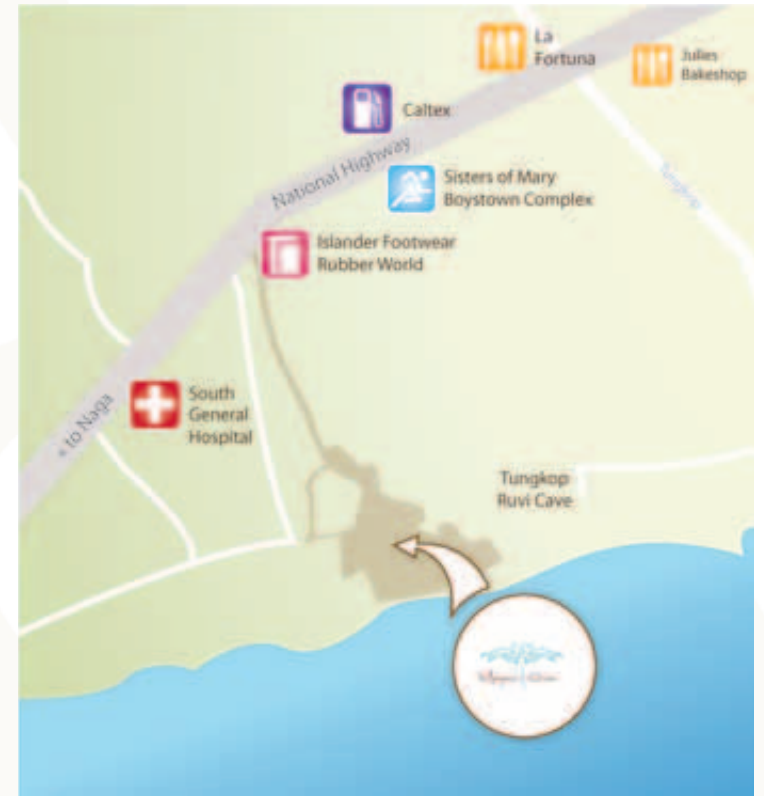 La
Fortuna
Julies
Bakeshop
Caltex
National Highway
Sisters of Mary
Boystown Complex
Islander Footwear
Rubber World
South
General
Hospital
« to Naga
Tungkop
Ruvi Cave